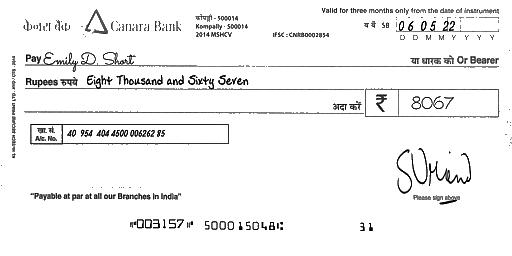 केनरा बैंक Canara Bank
कोंपल्ली - 500014
Kompally - 500014
2014 MSHCV
IFSC : CNRB0002854
Valid for three months only from the date of instrument
SB 06 05 22
D D M M Y Y Y Y
Pay Emily D. Short या धारक को Or Bearer
Rupees रुपये Eight Thousand and Sixty Seven
अदा करें ₹ 8067
खा. सं.
A/c. No. 40 954 404 4500 006262 85
"Payable at par at all our Branches in India"
Please sign above
⑈003157⑈ 500015048⑆ 31